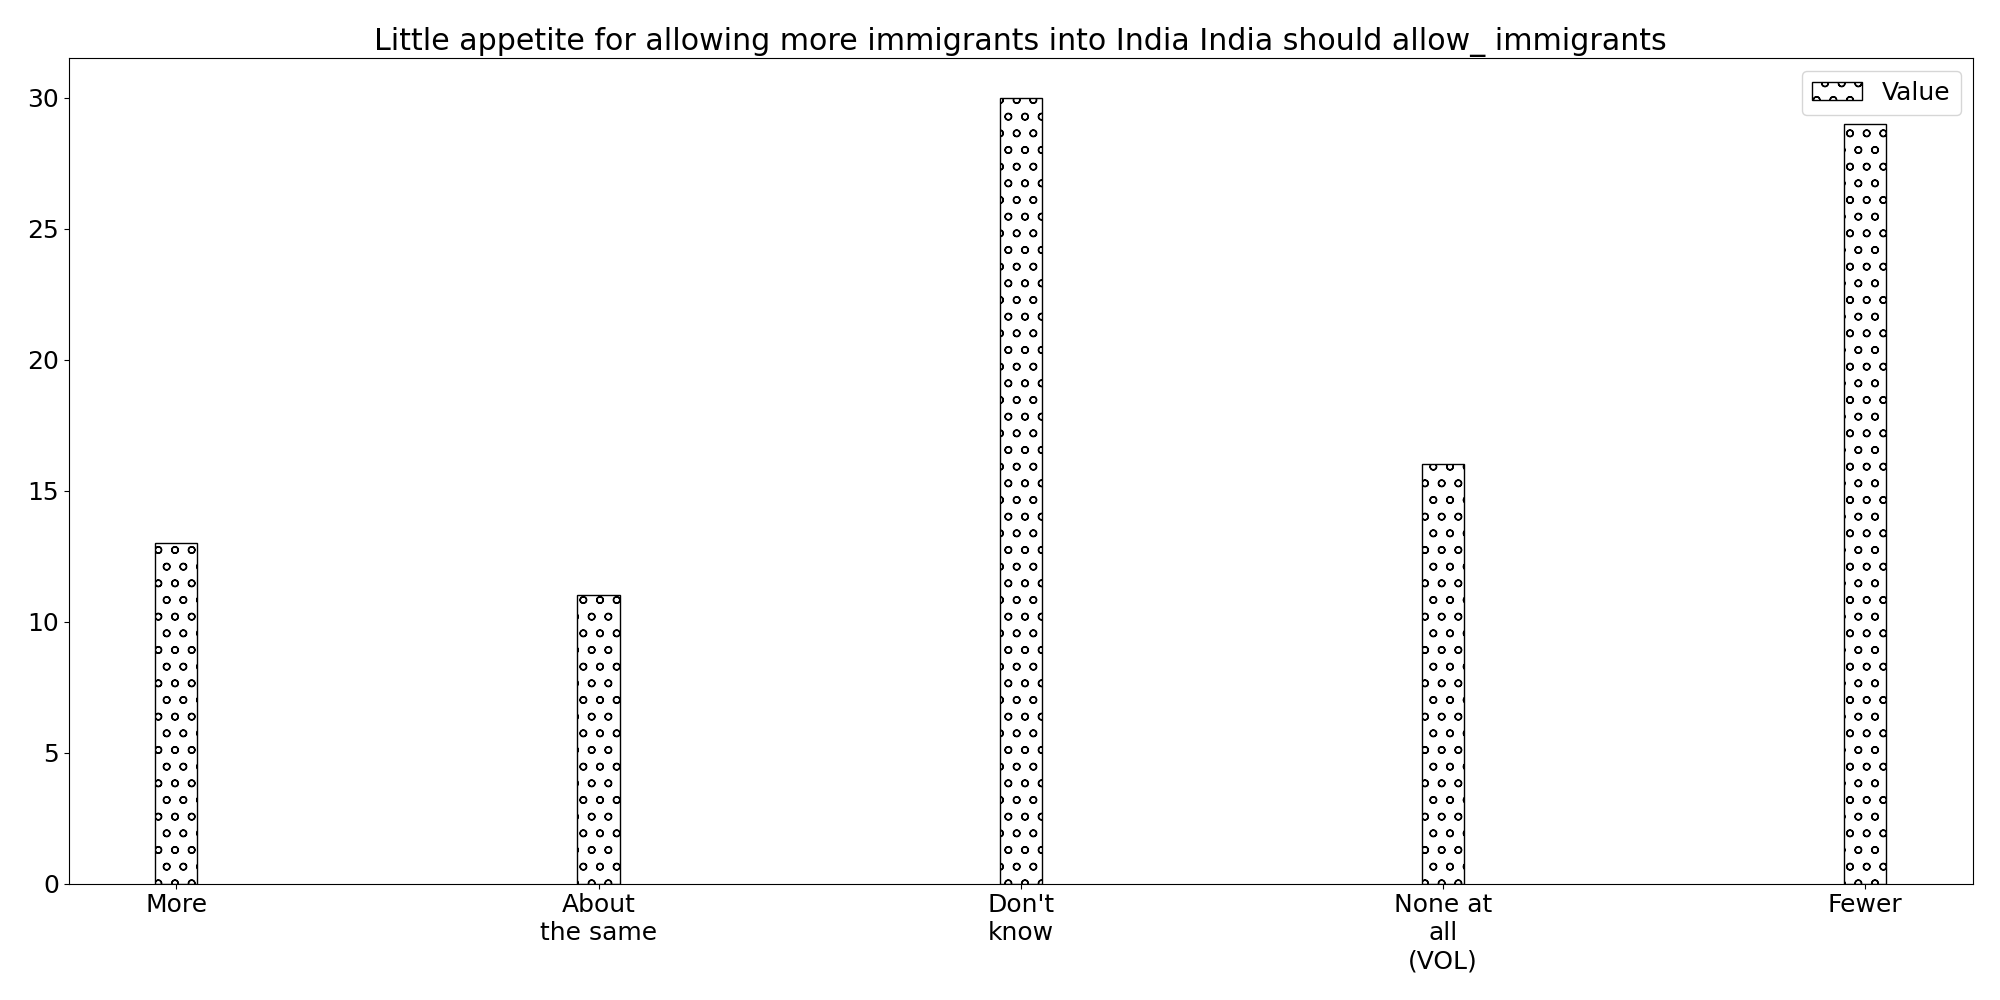 Little appetite for allowing more immigrants into India India should allow_ immigrants
Value
30
25
20
15
10
5
0
More
About
the same
Don't
know
None at
all
(VOL)
Fewer